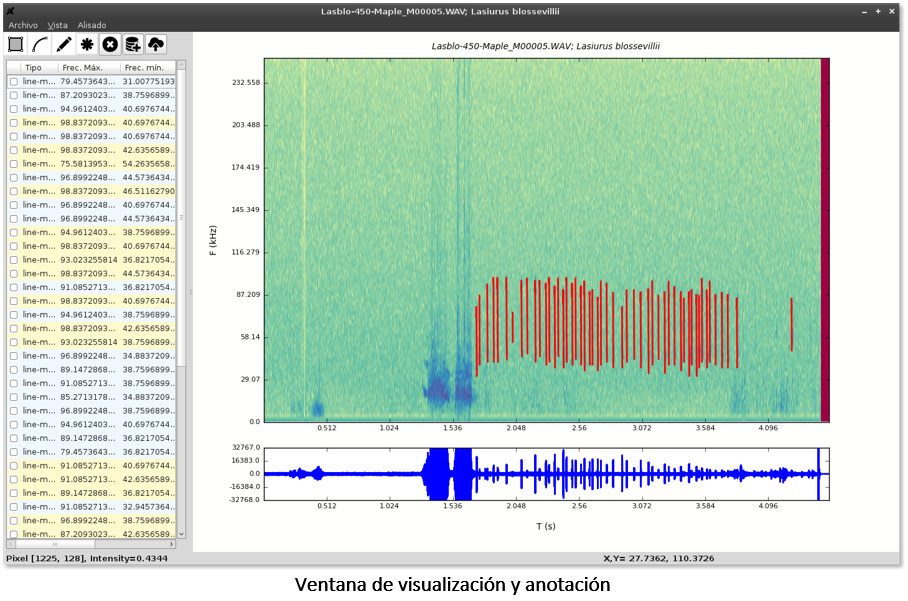 Lasblo-450-Maple_M00005.WAV; Lasiurus blossevillii
Archivo Vista Alisado
Tipo Frec. Máx. Frec. mín.
line-m... 79.4573643... 31.00775193
line-m... 87.2093023... 38.7596899...
line-m... 94.9612403... 40.6976744...
line-m... 98.8372093... 40.6976744...
line-m... 98.8372093... 40.6976744...
line-m... 98.8372093... 42.6356589...
line-m... 75.5813953... 54.2635658...
line-m... 96.8992248... 44.5736434...
line-m... 98.8372093... 46.51162790
line-m... 96.8992248... 40.6976744...
line-m... 96.8992248... 44.5736434...
line-m... 94.9612403... 38.7596899...
line-m... 98.8372093... 40.6976744...
line-m... 93.023255814 36.8217054...
line-m... 98.8372093... 44.5736434...
line-m... 91.0852713... 36.8217054...
line-m... 98.8372093... 40.6976744...
line-m... 94.9612403... 38.7596899...
line-m... 98.8372093... 42.6356589...
line-m... 93.023255814 38.7596899...
line-m... 96.8992248... 34.8837209...
line-m... 89.1472868... 38.7596899...
line-m... 91.0852713... 38.7596899...
line-m... 85.2713178... 34.8837209...
line-m... 96.8992248... 38.7596899...
line-m... 94.9612403... 40.6976744...
line-m... 89.1472868... 36.8217054...
line-m... 79.4573643... 36.8217054...
line-m... 91.0852713... 40.6976744...
line-m... 91.0852713... 42.6356589...
line-m... 89.1472868... 36.8217054...
line-m... 91.0852713... 32.9457364...
line-m... 96.8992248... 38.7596899...
line-m... 87.2093023... 42.6356589...
Lasblo-450-Maple_M00005.WAV; Lasiurus blossevillii
F (kHz)
232.558
203.488
174.419
145.349
116.279
87.209
58.14
29.07
0.0
0.512 1.024 1.536 2.048 2.56 3.072 3.584 4.096
32767.0
16383.0
0.0
-16384.0
-32768.0
0.512 1.024 1.536 2.048 2.56 3.072 3.584 4.096
T (s)
Pixel [1225, 128], Intensity=0.4344 X,Y= 27.7362, 110.3726
Ventana de visualización y anotación